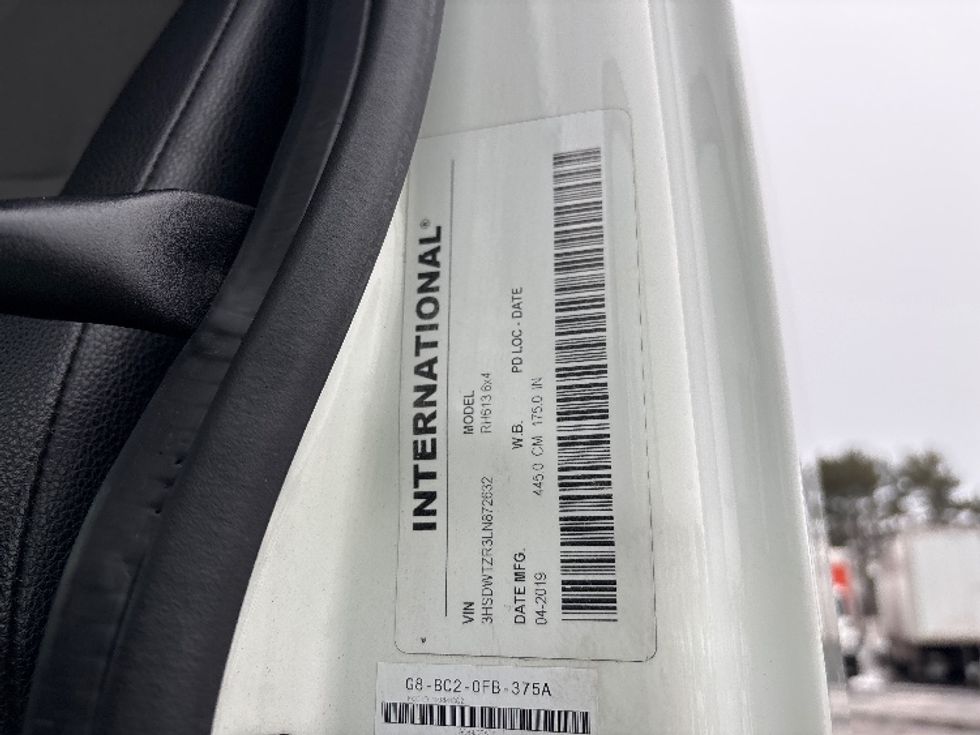 INTERNATIONAL®
VIN MODEL
3HSDWTZR3LN872632 RH613 6x4
DATE MFG. W.B. PD LOC - DATE
04-2019 445.0 CM 175.0 IN
G8-BC2-0FB-375A